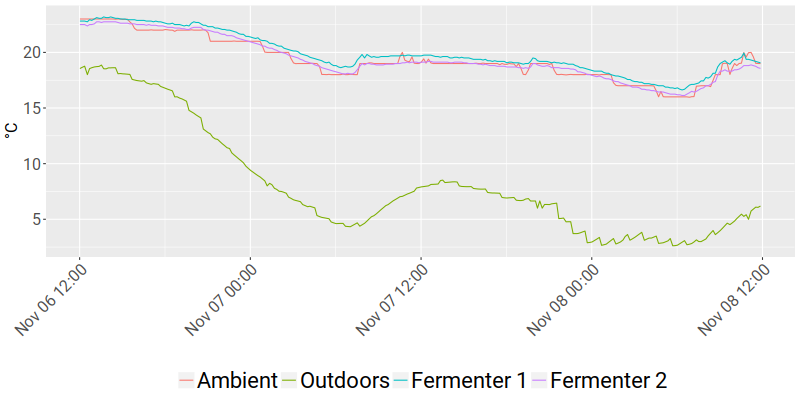 °C
20
15
10
5
Nov 06 12:00
Nov 07 00:00
Nov 07 12:00
Nov 08 00:00
Nov 08 12:00
Ambient Outdoors Fermenter 1 Fermenter 2